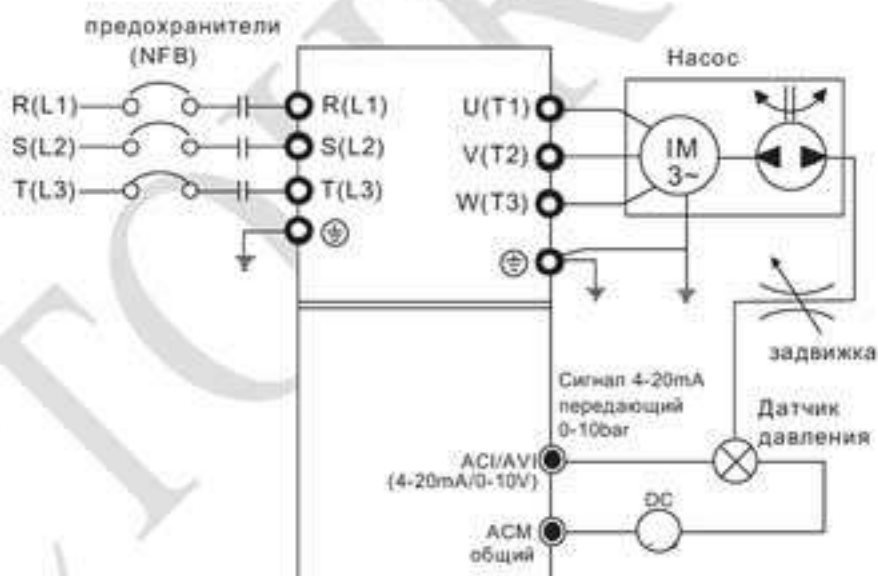 предохранители
(NFB)
R(L1)
S(L2)
T(L3)
R(L1)
S(L2)
T(L3)
U(T1)
V(T2)
W(T3)
Насос
IM
3~
задвижка
Сигнал 4-20mA
передающий
0-10bar
Датчик
давления
ACI/AVI
(4-20mA/0-10V)
DC
ACM
общий